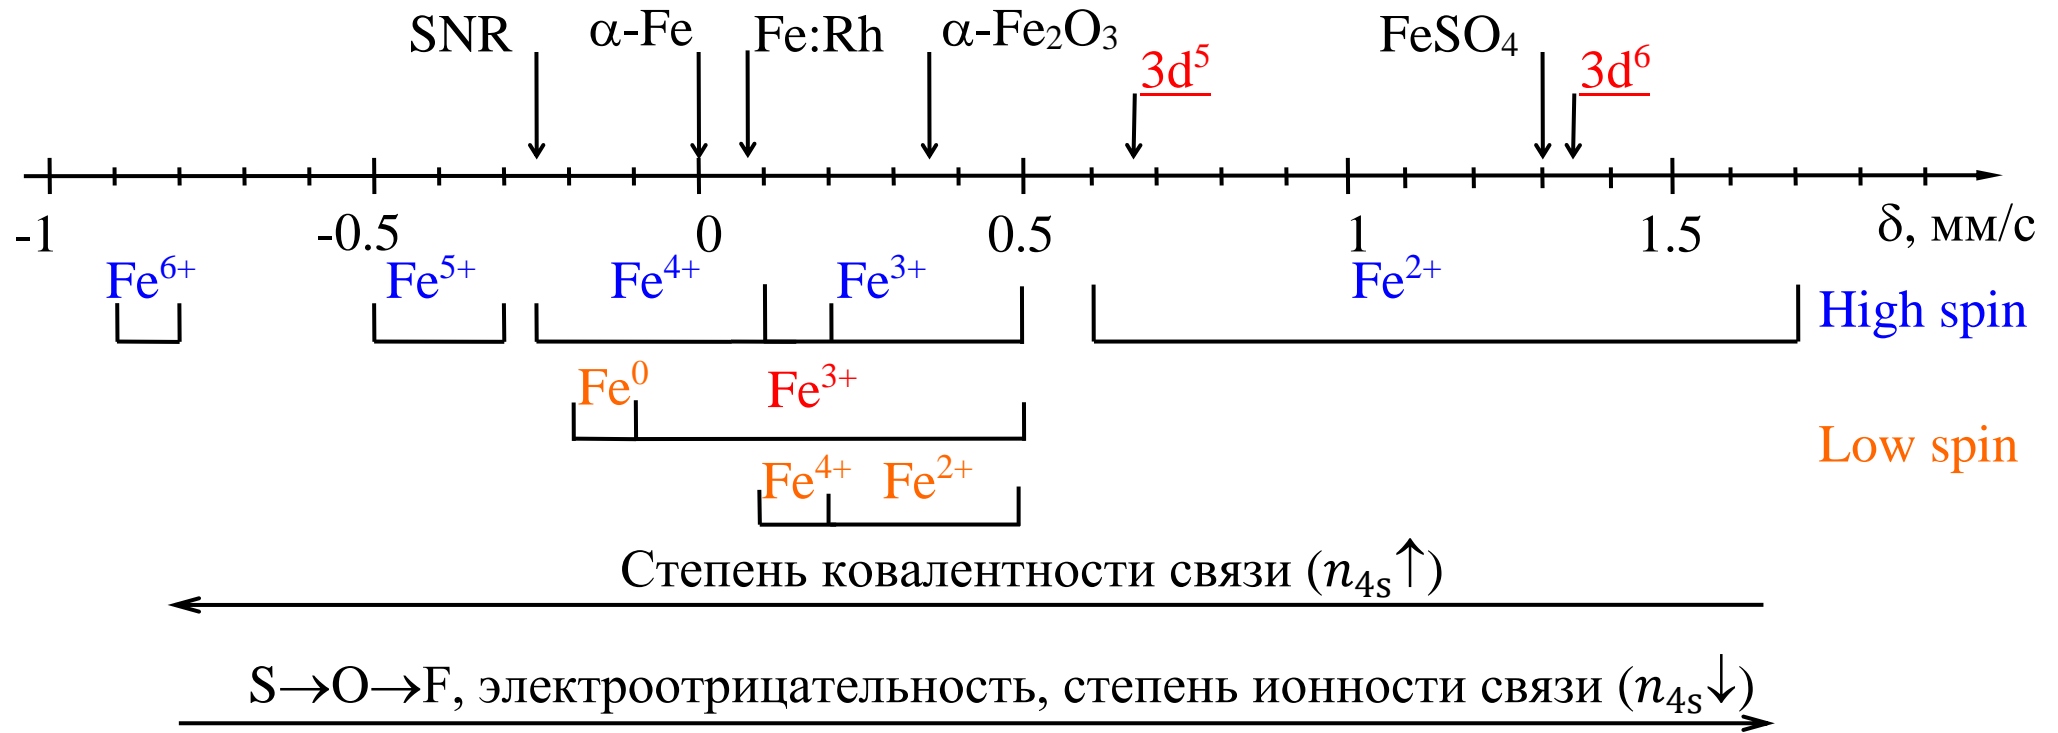 SNR α-Fe Fe:Rh α-Fe₂O₃ FeSO₄
3d⁵ 3d⁶
-1 -0.5 0 0.5 1 1.5 δ, мм/с
Fe⁶⁺ Fe⁵⁺ Fe⁴⁺ Fe³⁺ Fe²⁺
High spin
Fe⁰ Fe³⁺
Low spin
Fe⁴⁺ Fe²⁺
Степень ковалентности связи (n₄ₛ↑)
S→O→F, электроотрицательность, степень ионности связи (n₄ₛ↓)